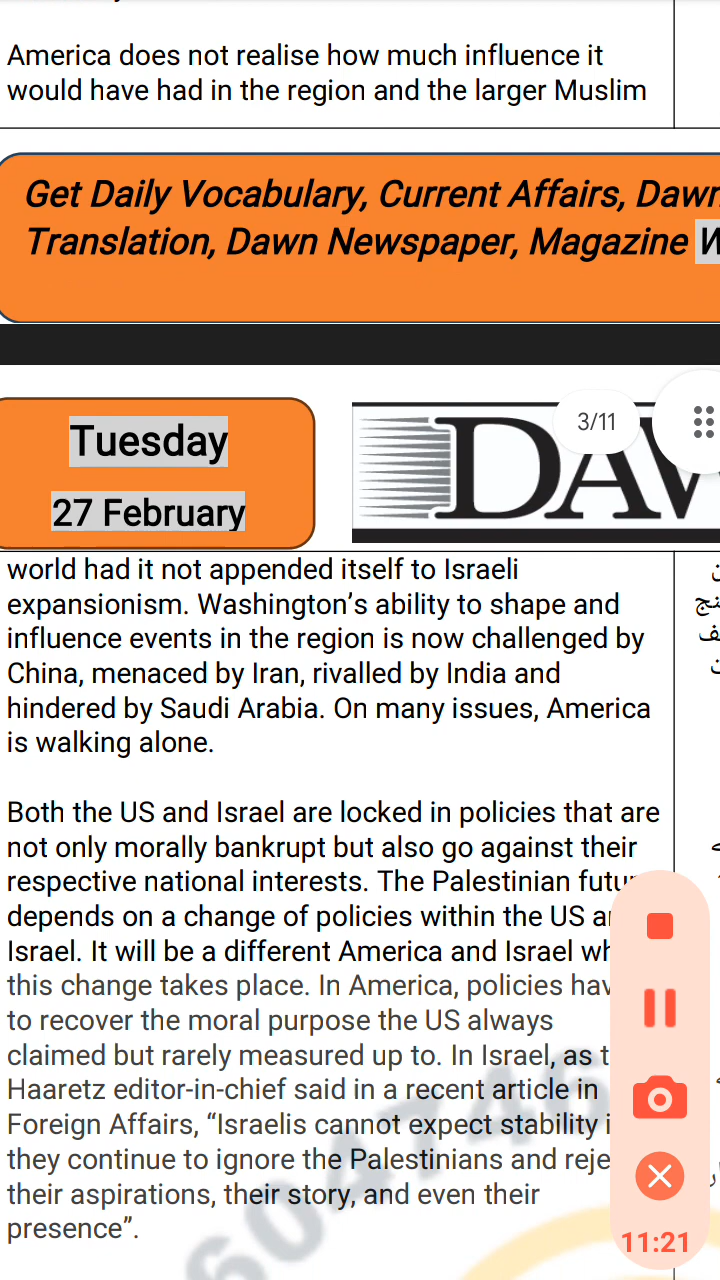 America does not realise how much influence it
would have had in the region and the larger Muslim
Get Daily Vocabulary, Current Affairs, Dawn
Translation, Dawn Newspaper, Magazine W
Tuesday
27 February
DAW
3/11
world had it not appended itself to Israeli
expansionism. Washington's ability to shape and
influence events in the region is now challenged by
China, menaced by Iran, rivalled by India and
hindered by Saudi Arabia. On many issues, America
is walking alone.
Both the US and Israel are locked in policies that are
not only morally bankrupt but also go against their
respective national interests. The Palestinian futu
depends on a change of policies within the US a
Israel. It will be a different America and Israel wh
this change takes place. In America, policies hav
to recover the moral purpose the US always
claimed but rarely measured up to. In Israel, as t
Haaretz editor-in-chief said in a recent article in
Foreign Affairs, “Israelis cannot expect stability i
they continue to ignore the Palestinians and reje
their aspirations, their story, and even their
presence”.
604746
11:21